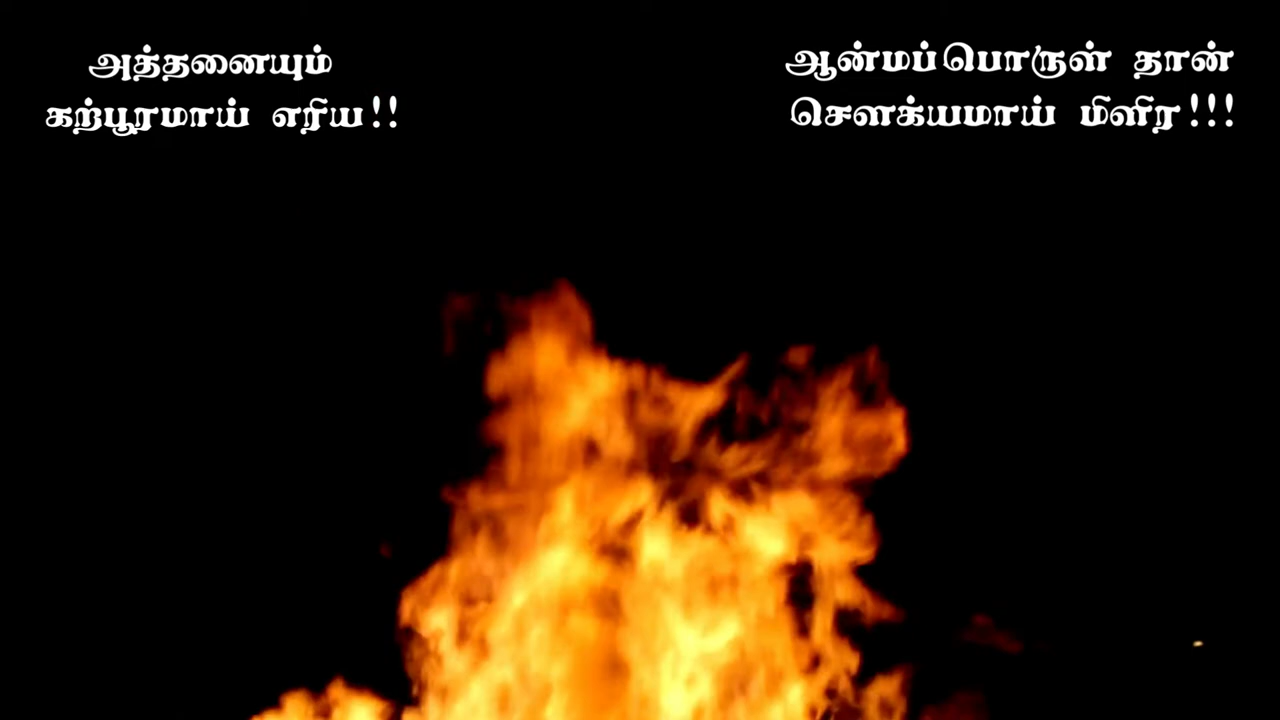 அத்தனையும்
கற்பூரமாய் எரிய!!
ஆன்மப்பொருள் தான்
சௌக்யமாய் மிளிர!!!